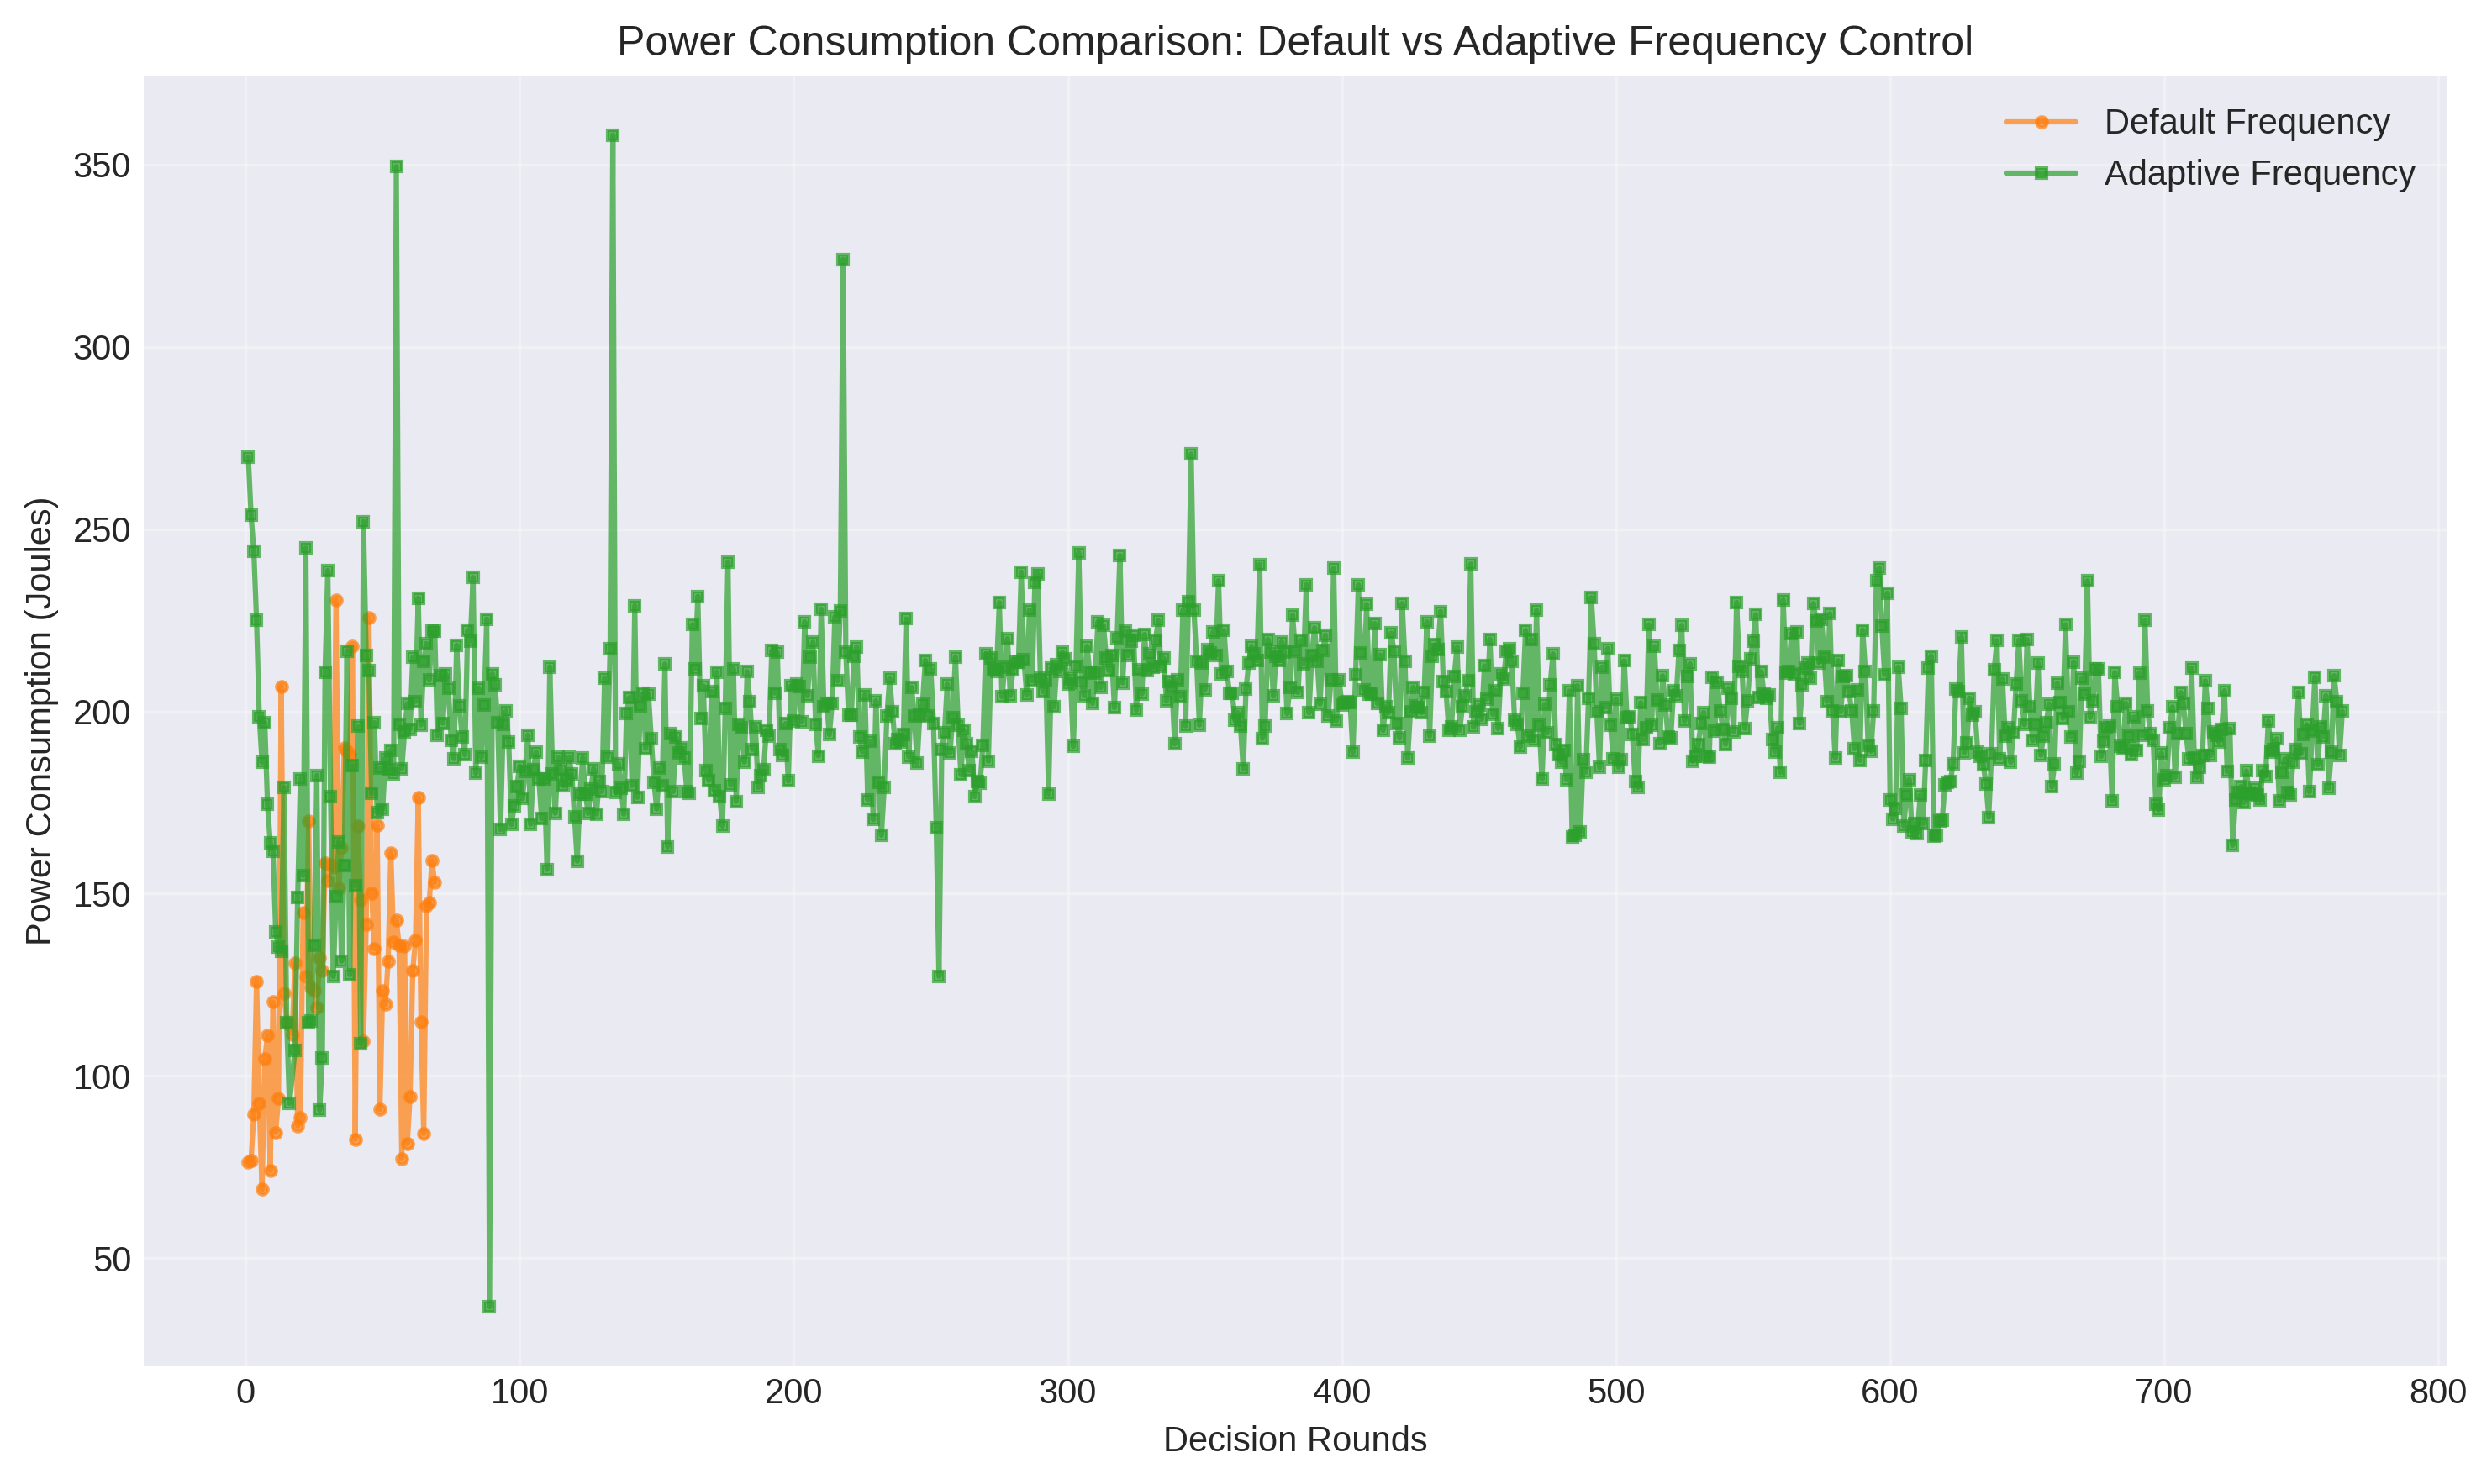 Power Consumption Comparison: Default vs Adaptive Frequency Control
Default Frequency
Adaptive Frequency
Power Consumption (Joules)
350
300
250
200
150
100
50
0 100 200 300 400 500 600 700 800
Decision Rounds